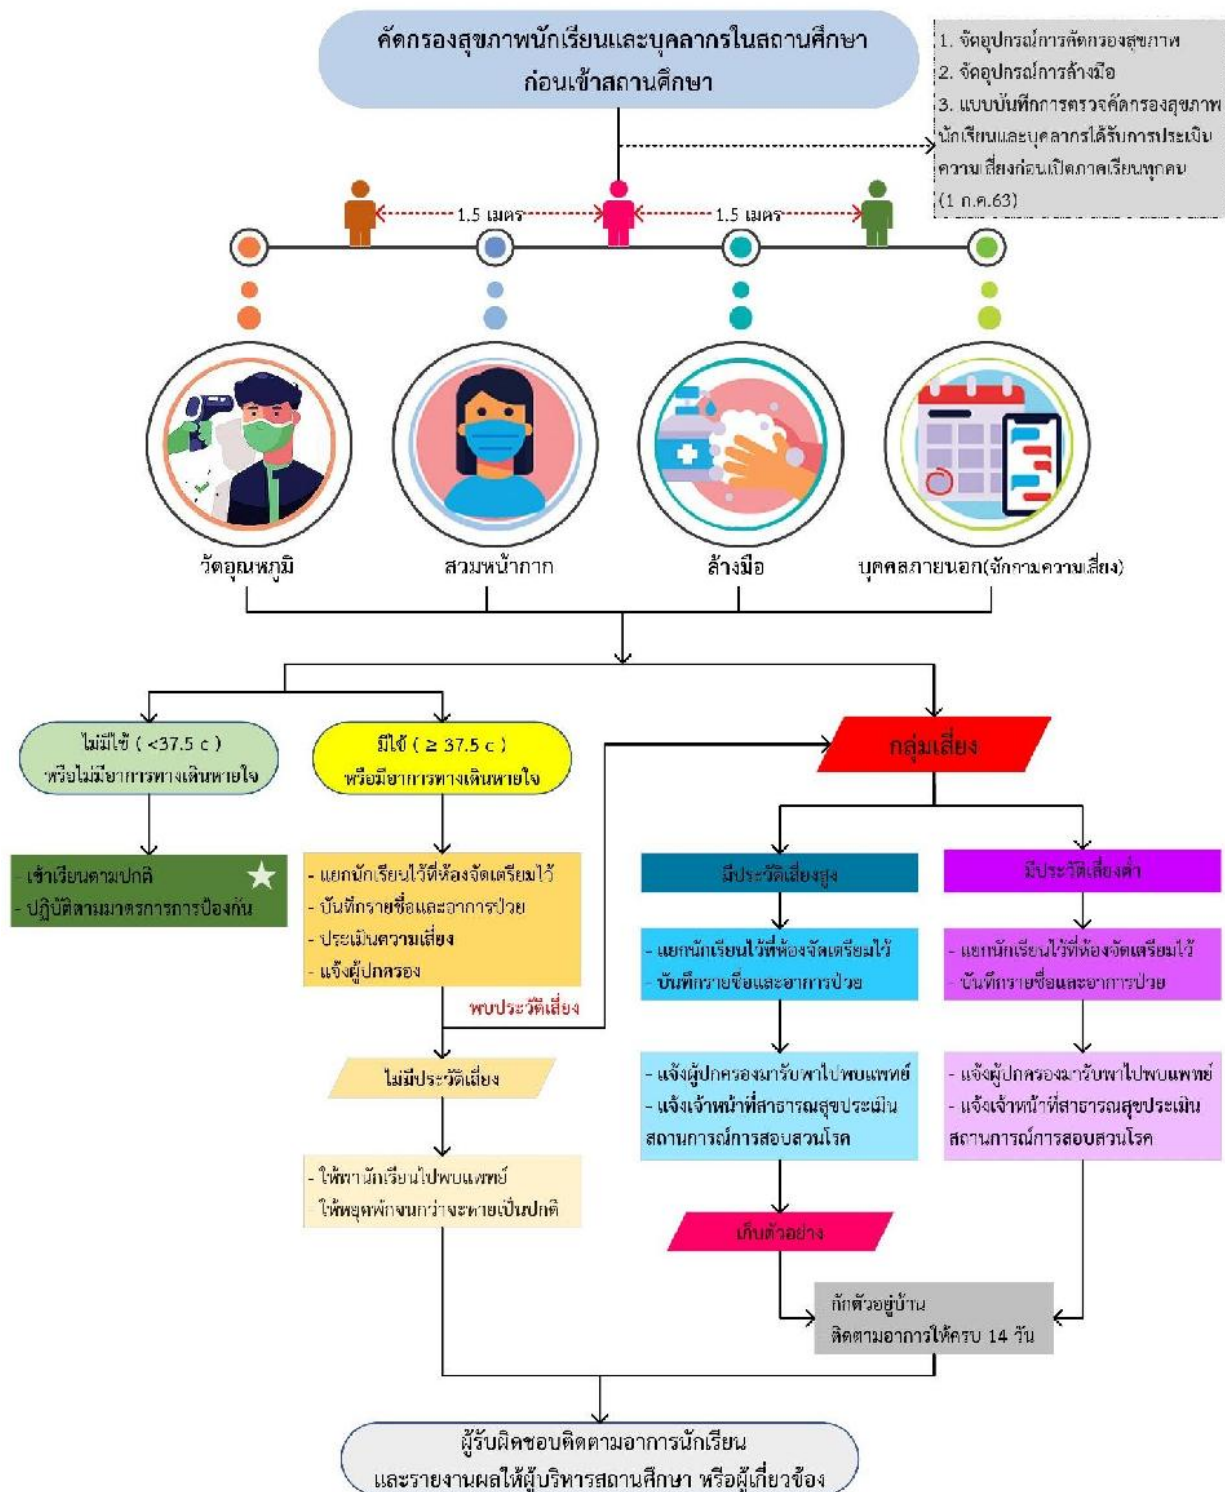 คัดกรองสุขภาพนักเรียนและบุคลากรในสถานศึกษา
ก่อนเข้าสถานศึกษา
1. จัดอุปกรณ์การคัดกรองสุขภาพ
2. จัดอุปกรณ์การล้างมือ
3. แบบบันทึกการตรวจคัดกรองสุขภาพ
นักเรียนและบุคลากรได้รับการประเมิน
ความเสี่ยงก่อนเปิดภาคเรียนทุกคน
(1 ก.ค.63)
1.5 เมตร
1.5 เมตร
วัดอุณหภูมิ
สวมหน้ากาก
ล้างมือ
บุคคลภายนอก(ซักถามความเสี่ยง)
ไม่มีไข้ ( <37.5 c )
หรือไม่มีอาการทางเดินหายใจ
มีไข้ ( ≥ 37.5 c )
หรือมีอาการทางเดินหายใจ
กลุ่มเสี่ยง
- เข้าเรียนตามปกติ
- ปฏิบัติตามมาตรการการป้องกัน
- แยกนักเรียนไว้ที่ห้องจัดเตรียมไว้
- บันทึกรายชื่อและอาการป่วย
- ประเมินความเสี่ยง
- แจ้งผู้ปกครอง
มีประวัติเสี่ยงสูง
มีประวัติเสี่ยงต่ำ
- แยกนักเรียนไว้ที่ห้องจัดเตรียมไว้
- บันทึกรายชื่อและอาการป่วย
- แยกนักเรียนไว้ที่ห้องจัดเตรียมไว้
- บันทึกรายชื่อและอาการป่วย
พบประวัติเสี่ยง
ไม่มีประวัติเสี่ยง
- แจ้งผู้ปกครองมารับพาไปพบแพทย์
- แจ้งเจ้าหน้าที่สาธารณสุขประเมิน
สถานการณ์การสอบสวนโรค
- แจ้งผู้ปกครองมารับพาไปพบแพทย์
- แจ้งเจ้าหน้าที่สาธารณสุขประเมิน
สถานการณ์การสอบสวนโรค
- ให้พานักเรียนไปพบแพทย์
- ให้หยุดพักจนกว่าจะหายเป็นปกติ
เก็บตัวอย่าง
กักตัวอยู่บ้าน
ติดตามอาการให้ครบ 14 วัน
ผู้รับผิดชอบติดตามอาการนักเรียน
และรายงานผลให้ผู้บริหารสถานศึกษา หรือผู้เกี่ยวข้อง